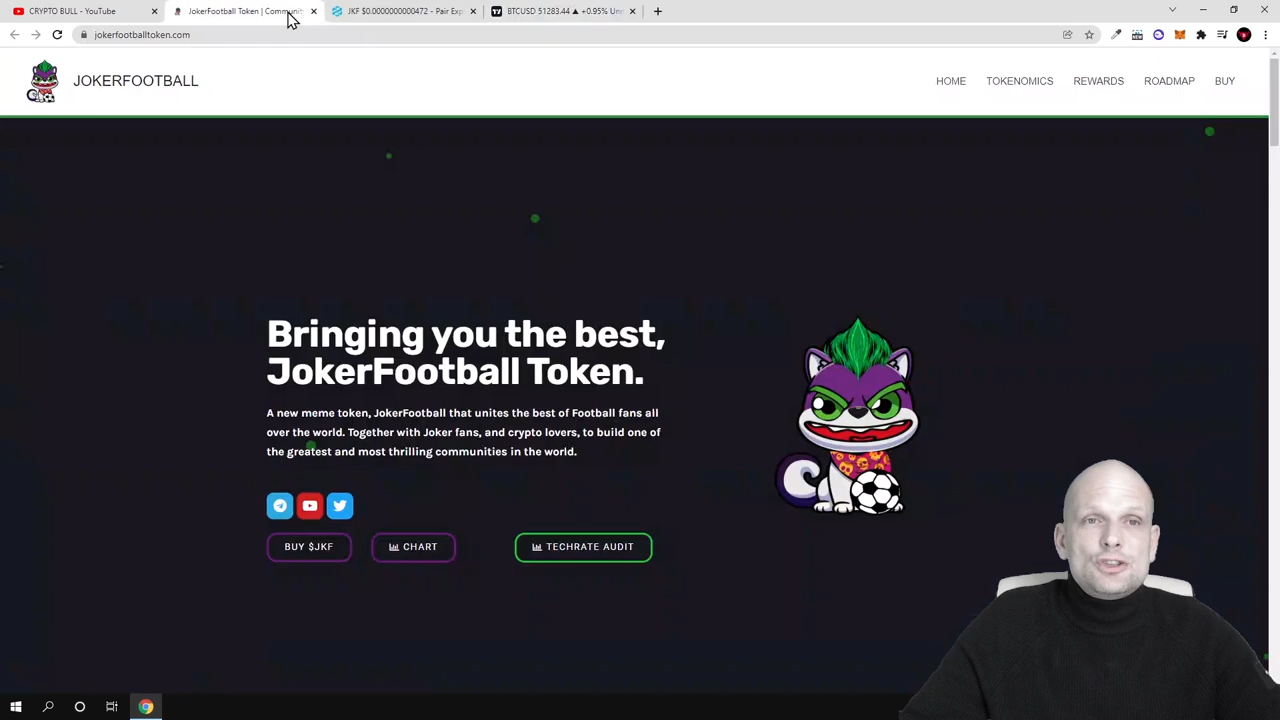 CRYPTO BULL - YouTube
JokerFootball Token | Communit
JKF $0.0000000000472 - Pair Exp
BTCUSD 51283.44 ▲ +0.95% Unn
jokerfootballtoken.com
JOKERFOOTBALL
HOME
TOKENOMICS
REWARDS
ROADMAP
BUY
Bringing you the best,
JokerFootball Token.
A new meme token, JokerFootball that unites the best of Football fans all
over the world. Together with Joker fans, and crypto lovers, to build one of
the greatest and most thrilling communities in the world.
BUY $JKF
CHART
TECHRATE AUDIT